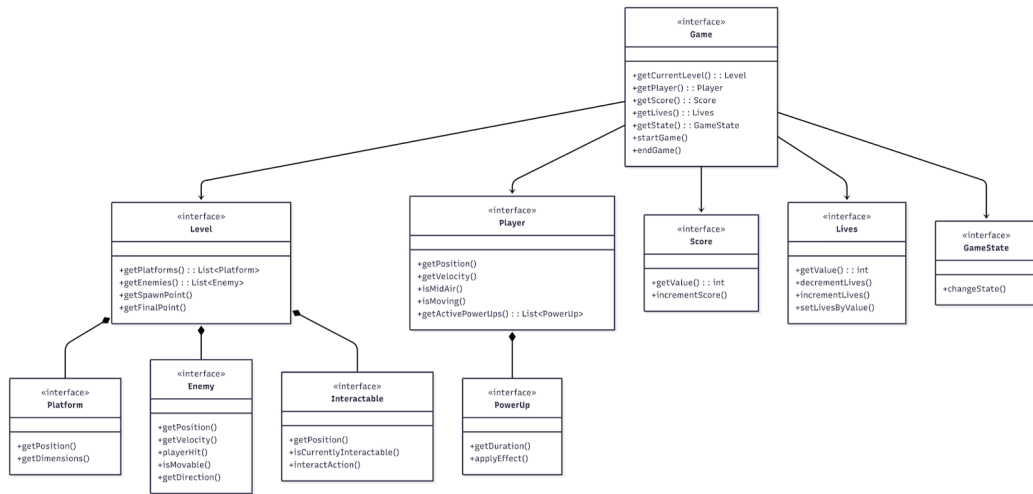 «interface»
Game
+getCurrentLevel() : : Level
+getPlayer() : : Player
+getScore() : : Score
+getLives() : : Lives
+getState() : : GameState
+startGame()
+endGame()
«interface»
Level
+getPlatforms() : : List<Platform>
+getEnemies() : : List<Enemy>
+getSpawnPoint()
+getFinalPoint()
«interface»
Player
+getPosition()
+getVelocity()
+isMidAir()
+isMoving()
+getActivePowerUps() : : List<PowerUp>
«interface»
Score
+getValue() : : int
+incrementScore()
«interface»
Lives
+getValue() : : int
+decrementLives()
+incrementLives()
+setLivesByValue()
«interface»
GameState
+changeState()
«interface»
Platform
+getPosition()
+getDimensions()
«interface»
Enemy
+getPosition()
+getVelocity()
+playerHit()
+isMovable()
+getDirection()
«interface»
Interactable
+getPosition()
+isCurrentlyInteractable()
+interactAction()
«interface»
PowerUp
+getDuration()
+applyEffect()